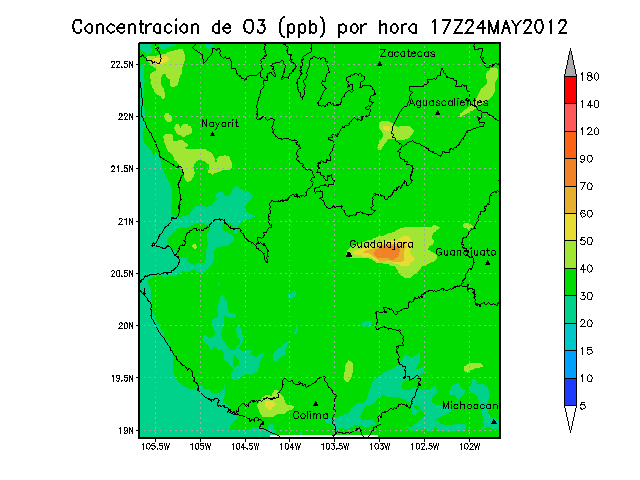 Concentracion de O3 (ppb) por hora 17Z24MAY2012
22.5N
22N
21.5N
21N
20.5N
20N
19.5N
19N
Zacatecas
Aguascalientes
Nayarit
Guadalajara
Guanajuato
Michoacan
Colima
105.5W 105W 104.5W 104W 103.5W 103W 102.5W 102W
180
140
120
90
70
60
50
40
30
20
15
10
5